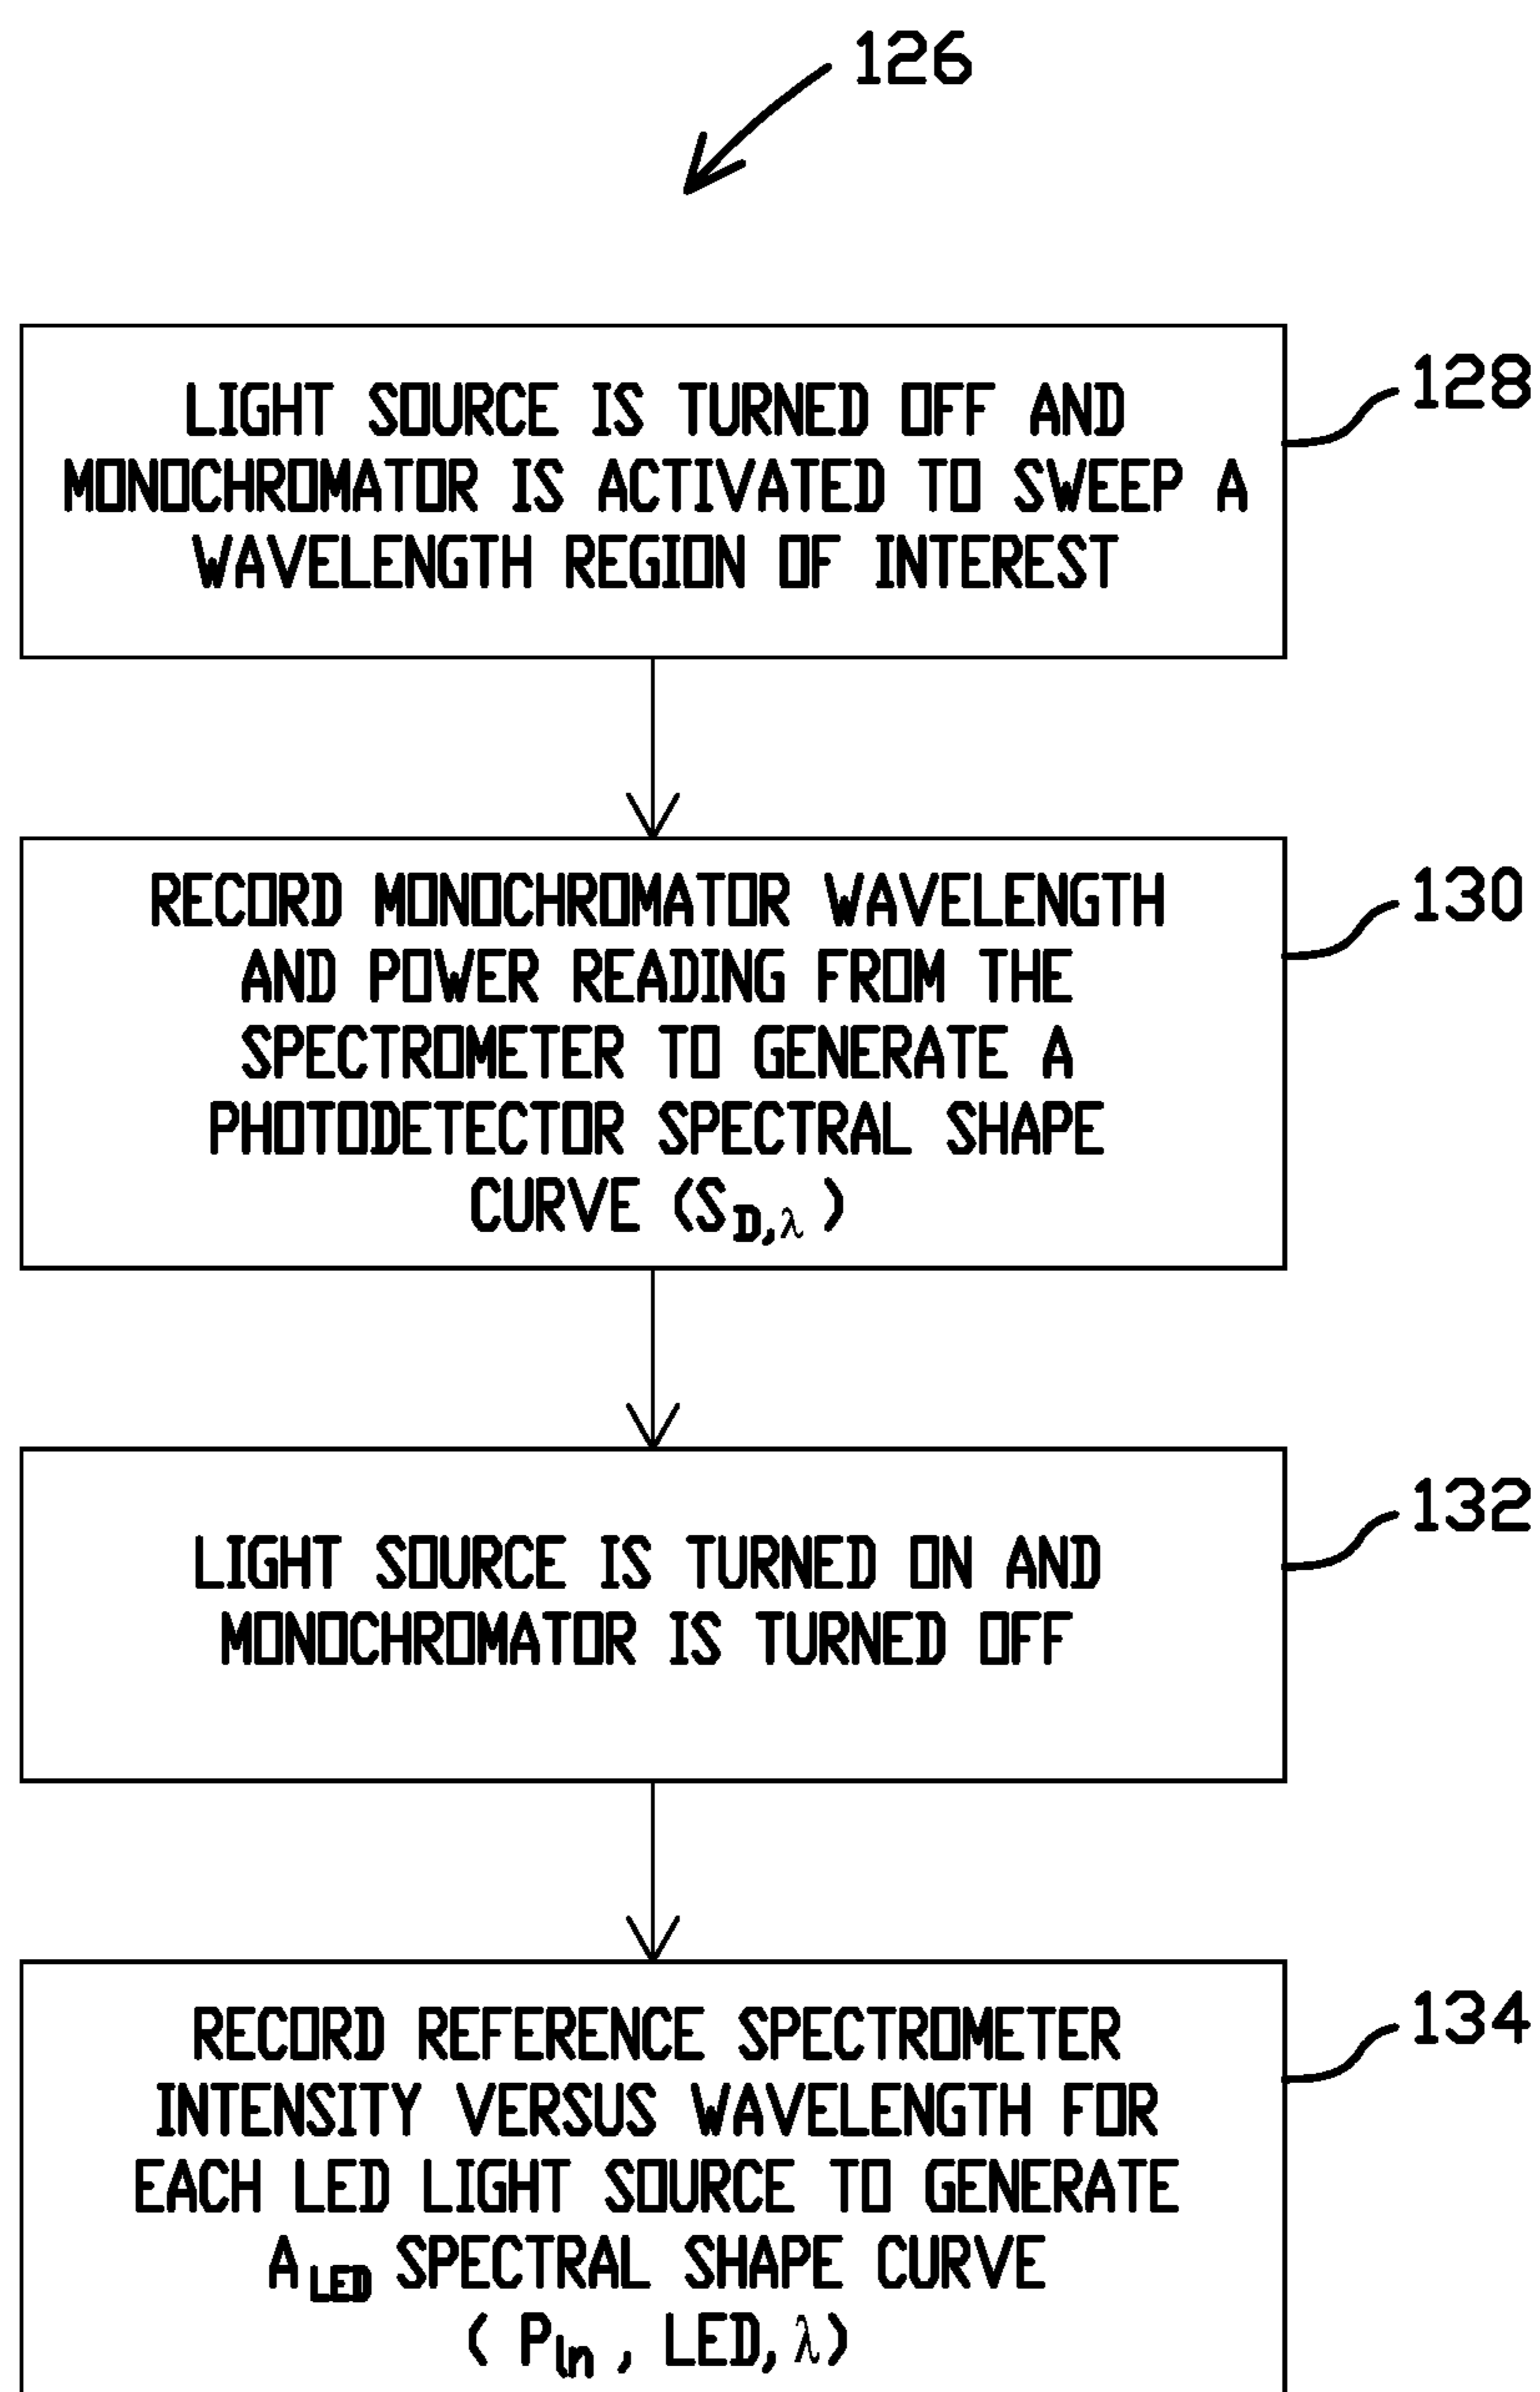 126
LIGHT SOURCE IS TURNED OFF AND
MONOCHROMATOR IS ACTIVATED TO SWEEP A
WAVELENGTH REGION OF INTEREST
128
RECORD MONOCHROMATOR WAVELENGTH
AND POWER READING FROM THE
SPECTROMETER TO GENERATE A
PHOTODETECTOR SPECTRAL SHAPE
CURVE (S_D,λ)
130
LIGHT SOURCE IS TURNED ON AND
MONOCHROMATOR IS TURNED OFF
132
RECORD REFERENCE SPECTROMETER
INTENSITY VERSUS WAVELENGTH FOR
EACH LED LIGHT SOURCE TO GENERATE
A LED SPECTRAL SHAPE CURVE
( P_In , LED, λ)
134